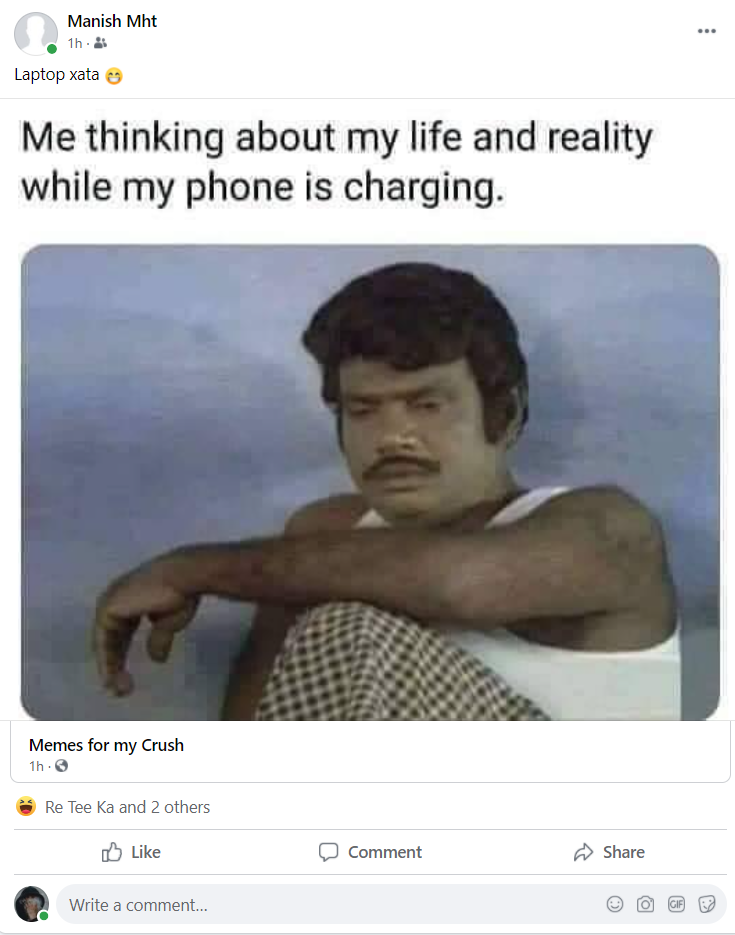 Manish Mht
1h ·
Laptop xata 😁
Me thinking about my life and reality
while my phone is charging.
Memes for my Crush
1h ·
Re Tee Ka and 2 others
Like
Comment
Share
Write a comment...
GIF